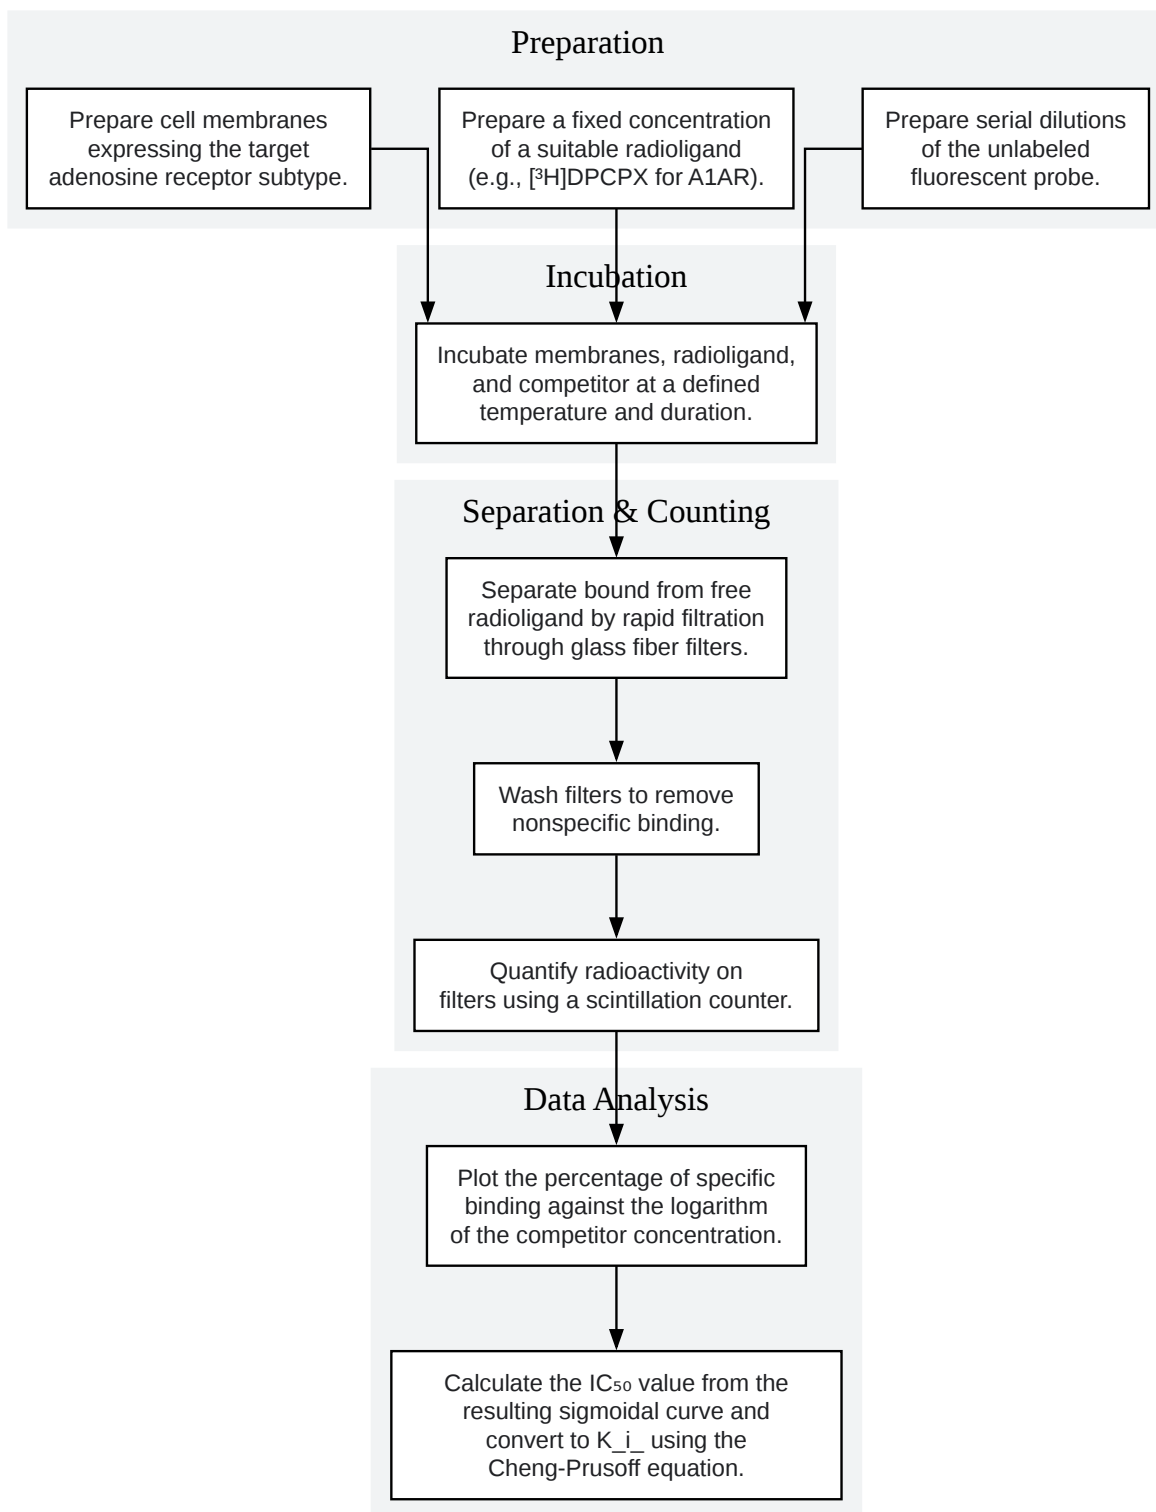 Preparation
Prepare cell membranes
expressing the target
adenosine receptor subtype.
Prepare a fixed concentration
of a suitable radioligand
(e.g., [³H]DPCPX for A1AR).
Prepare serial dilutions
of the unlabeled
fluorescent probe.
Incubation
Incubate membranes, radioligand,
and competitor at a defined
temperature and duration.
Separation & Counting
Separate bound from free
radioligand by rapid filtration
through glass fiber filters.
Wash filters to remove
nonspecific binding.
Quantify radioactivity on
filters using a scintillation counter.
Data Analysis
Plot the percentage of specific
binding against the logarithm
of the competitor concentration.
Calculate the IC₅₀ value from the
resulting sigmoidal curve and
convert to K_i_ using the
Cheng-Prusoff equation.